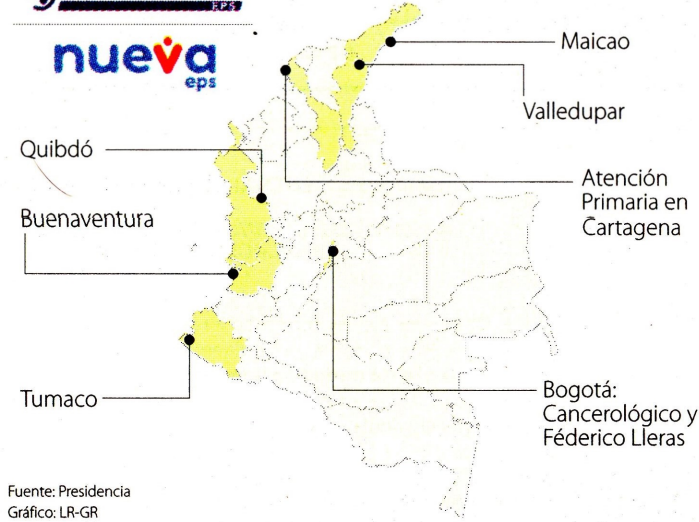 EPS
nueva
eps
Maicao
Valledupar
Quibdó
Atención
Primaria en
Cartagena
Buenaventura
Tumaco
Bogotá:
Cancerológico y
Féderico Lleras
Fuente: Presidencia
Gráfico: LR-GR